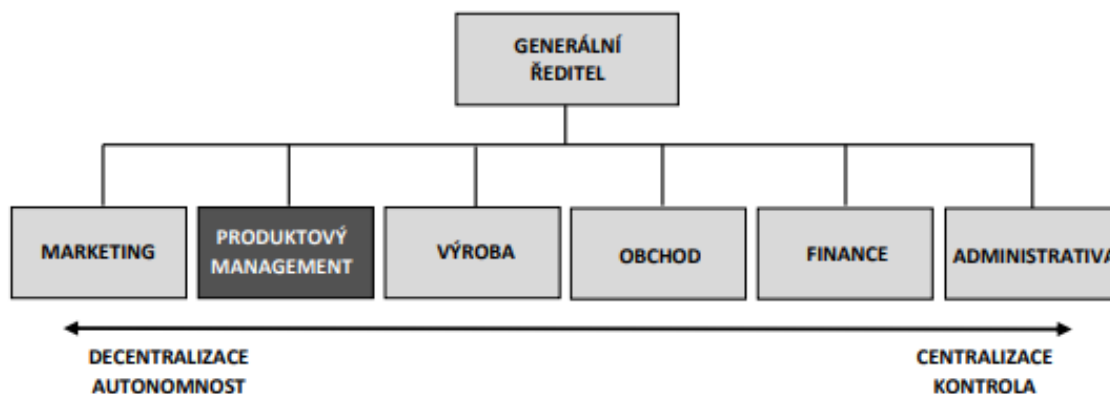 GENERÁLNÍ
ŘEDITEL
MARKETING
PRODUKTOVÝ
MANAGEMENT
VÝROBA
OBCHOD
FINANCE
ADMINISTRATIVA
DECENTRALIZACE
AUTONOMNOST
CENTRALIZACE
KONTROLA